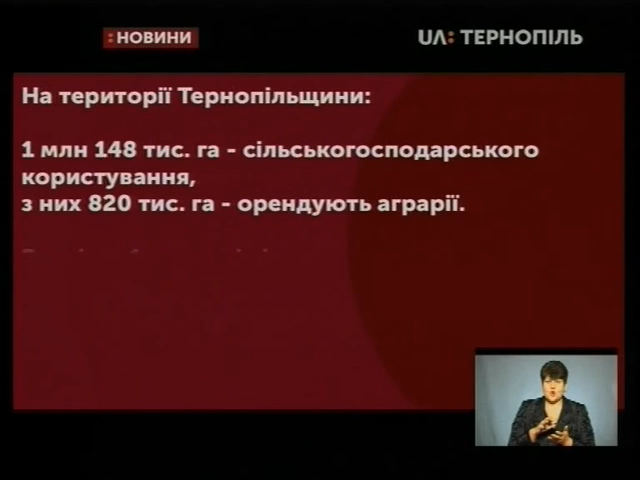 :НОВИНИ
UA: ТЕРНОПІЛЬ
На території Тернопільщини:
1 млн 148 тис. га - сільськогосподарського
користування,
з них 820 тис. га - орендують аграрії.